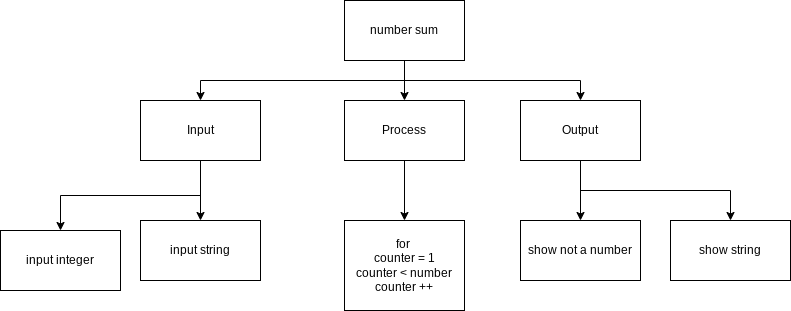 number sum
Input
Process
Output
input integer
input string
for
counter = 1
counter < number
counter ++
show not a number
show string